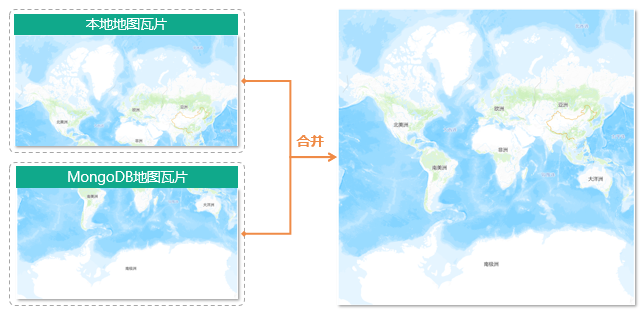 本地地图瓦片
欧洲
亚洲
北美洲
非洲
MongoDB地图瓦片
南美洲
大洋洲
南极洲
合并
欧洲
亚洲
北美洲
非洲
南美洲
大洋洲
南极洲